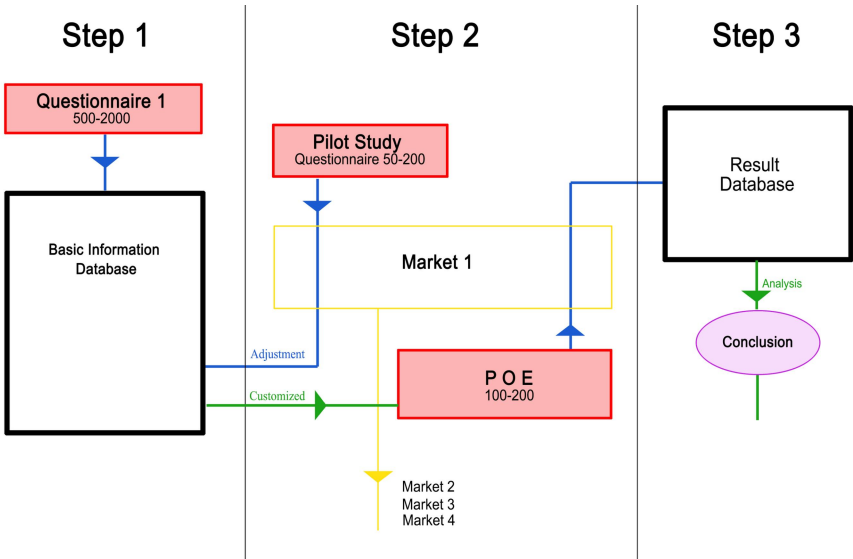 Step 1
Step 2
Step 3
Questionnaire 1
500-2000
Basic Information
Database
Pilot Study
Questionnaire 50-200
Market 1
Adjustment
Customized
P O E
100-200
Market 2
Market 3
Market 4
Result
Database
Analysis
Conclusion